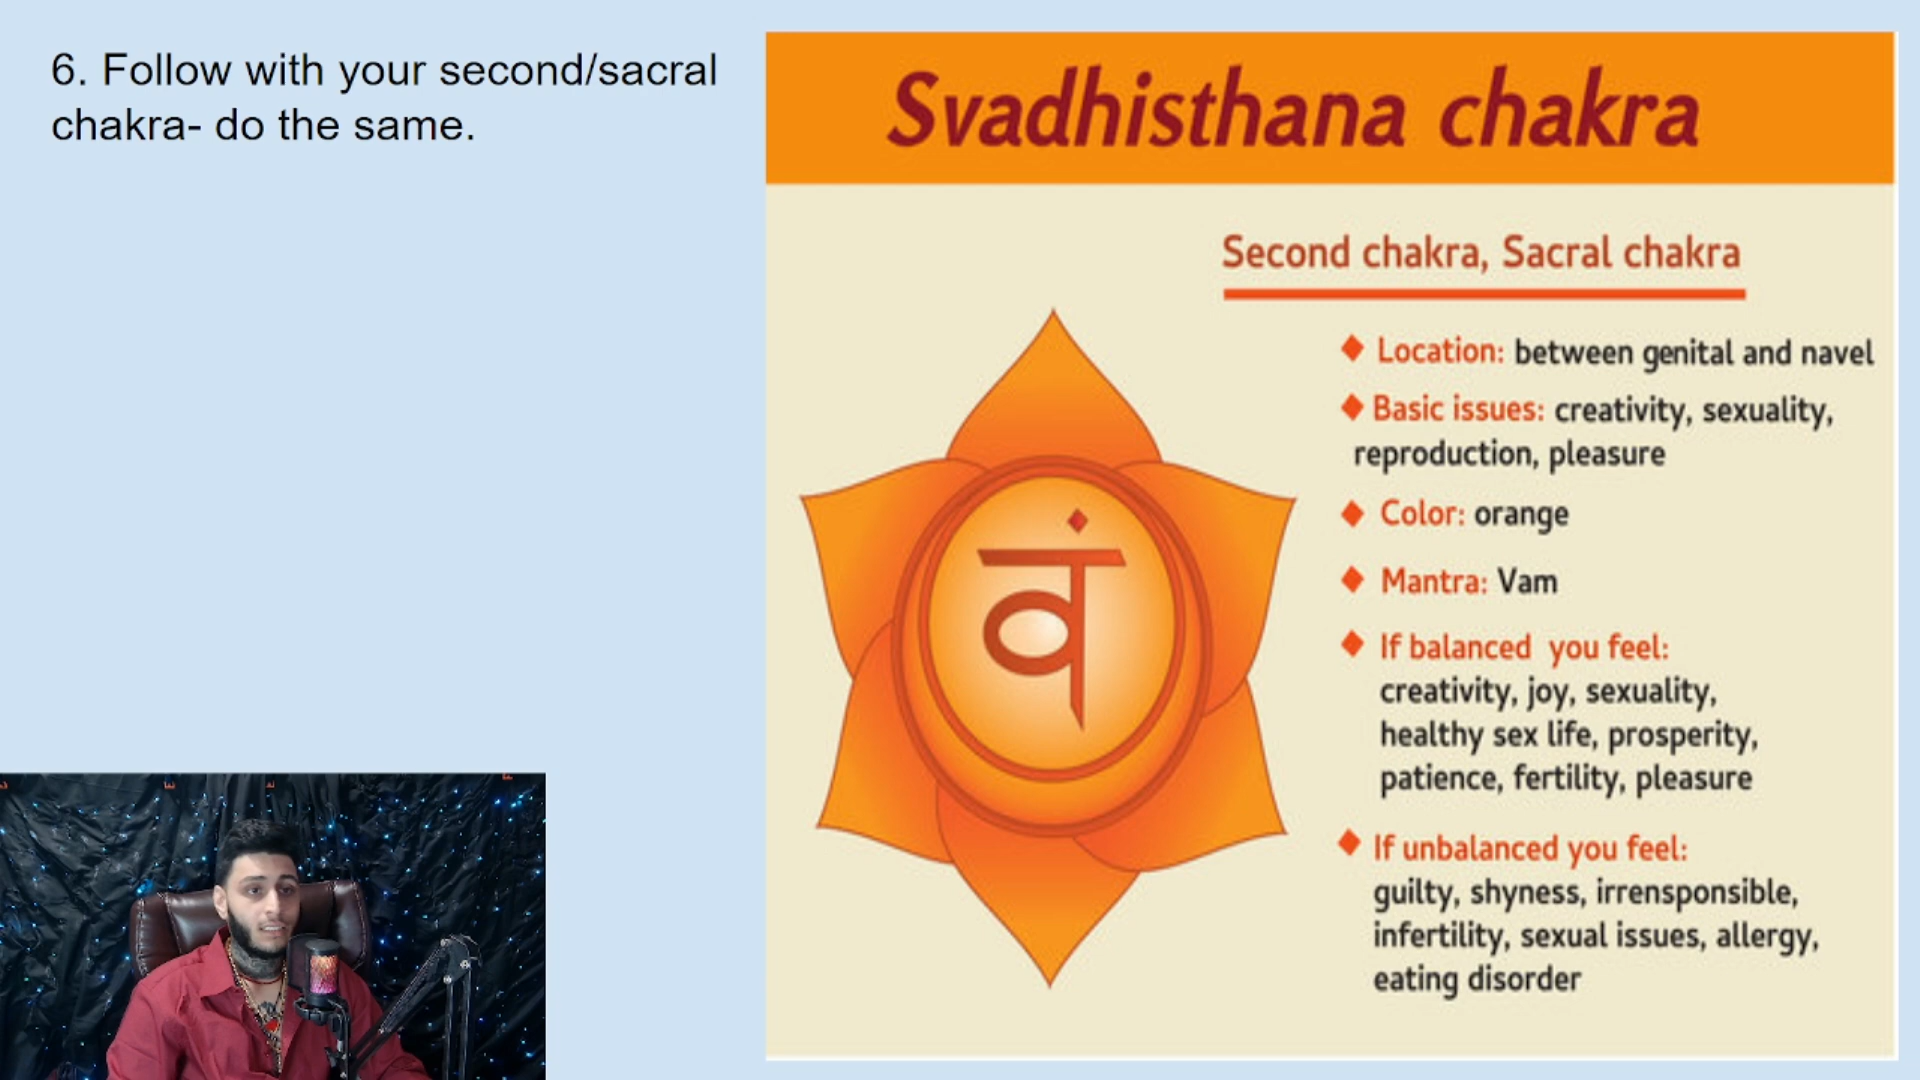 6. Follow with your second/sacral
chakra- do the same.
Svadhisthana chakra
Second chakra, Sacral chakra
Location: between genital and navel
Basic issues: creativity, sexuality,
reproduction, pleasure
Color: orange
Mantra: Vam
If balanced you feel:
creativity, joy, sexuality,
healthy sex life, prosperity,
patience, fertility, pleasure
If unbalanced you feel:
guilty, shyness, irrensponsible,
infertility, sexual issues, allergy,
eating disorder
वं